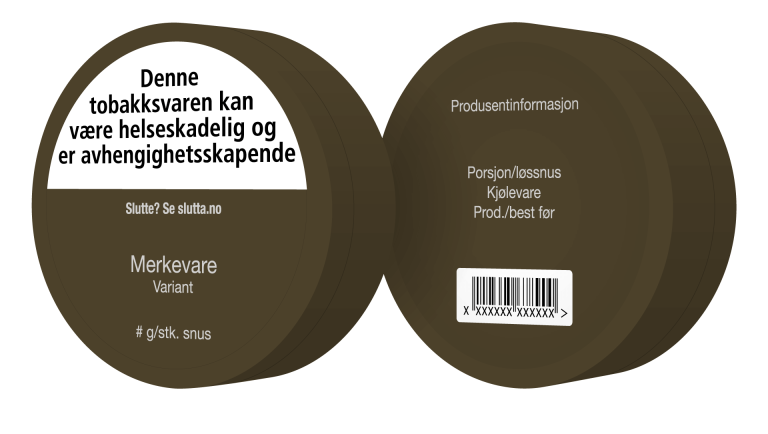 Denne
tobakksvaren kan
være helseskadelig og
er avhengighetsskapende
Slutte? Se slutta.no
Merkevare
Variant
# g/stk. snus
Produsentinformasjon
Porsjon/løssnus
Kjølevare
Prod./best før
X XXXXXX XXXXXX >